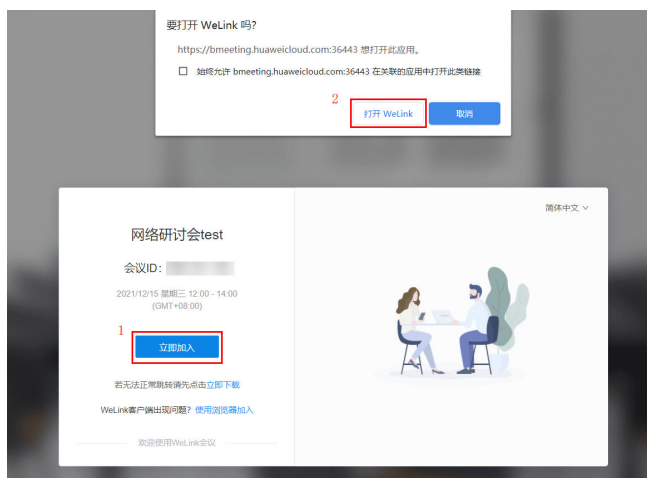 要打开 WeLink 吗?
https://bmeeting.huaweicloud.com:36443 想打开此应用。
始终允许 bmeeting.huaweicloud.com:36443 在关联的应用中打开此类链接
2
打开 WeLink
取消
简体中文
网络研讨会test
会议ID:
2021/12/15 星期三 12:00 - 14:00
(GMT+08:00)
1
立即加入
若无法正常跳转请先点击立即下载
WeLink客户端出现问题? 使用浏览器加入
欢迎使用WeLink会议